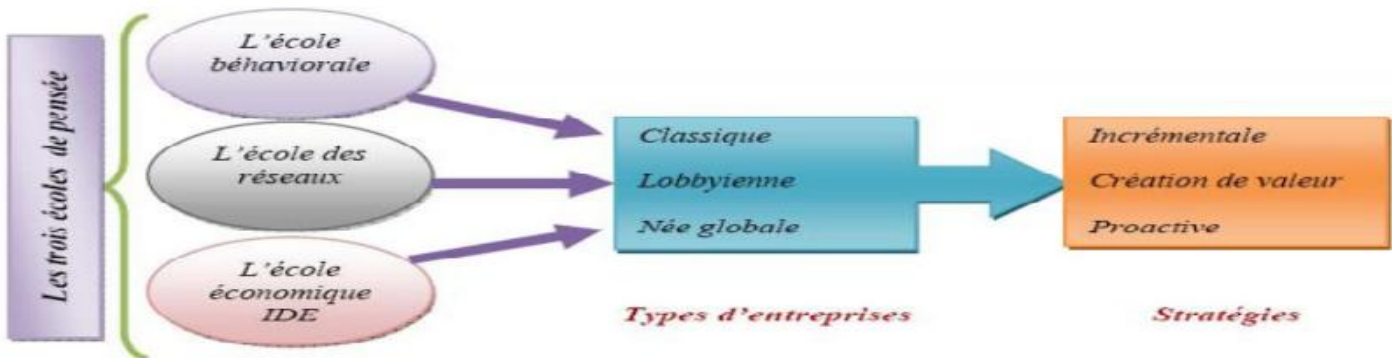 Les trois écoles de pensée
L'école
béhaviorale
L'école des
réseaux
L'école
économique
IDE
Classique
Lobbyienne
Née globale
Types d'entreprises
Incrémentale
Création de valeur
Proactive
Stratégies